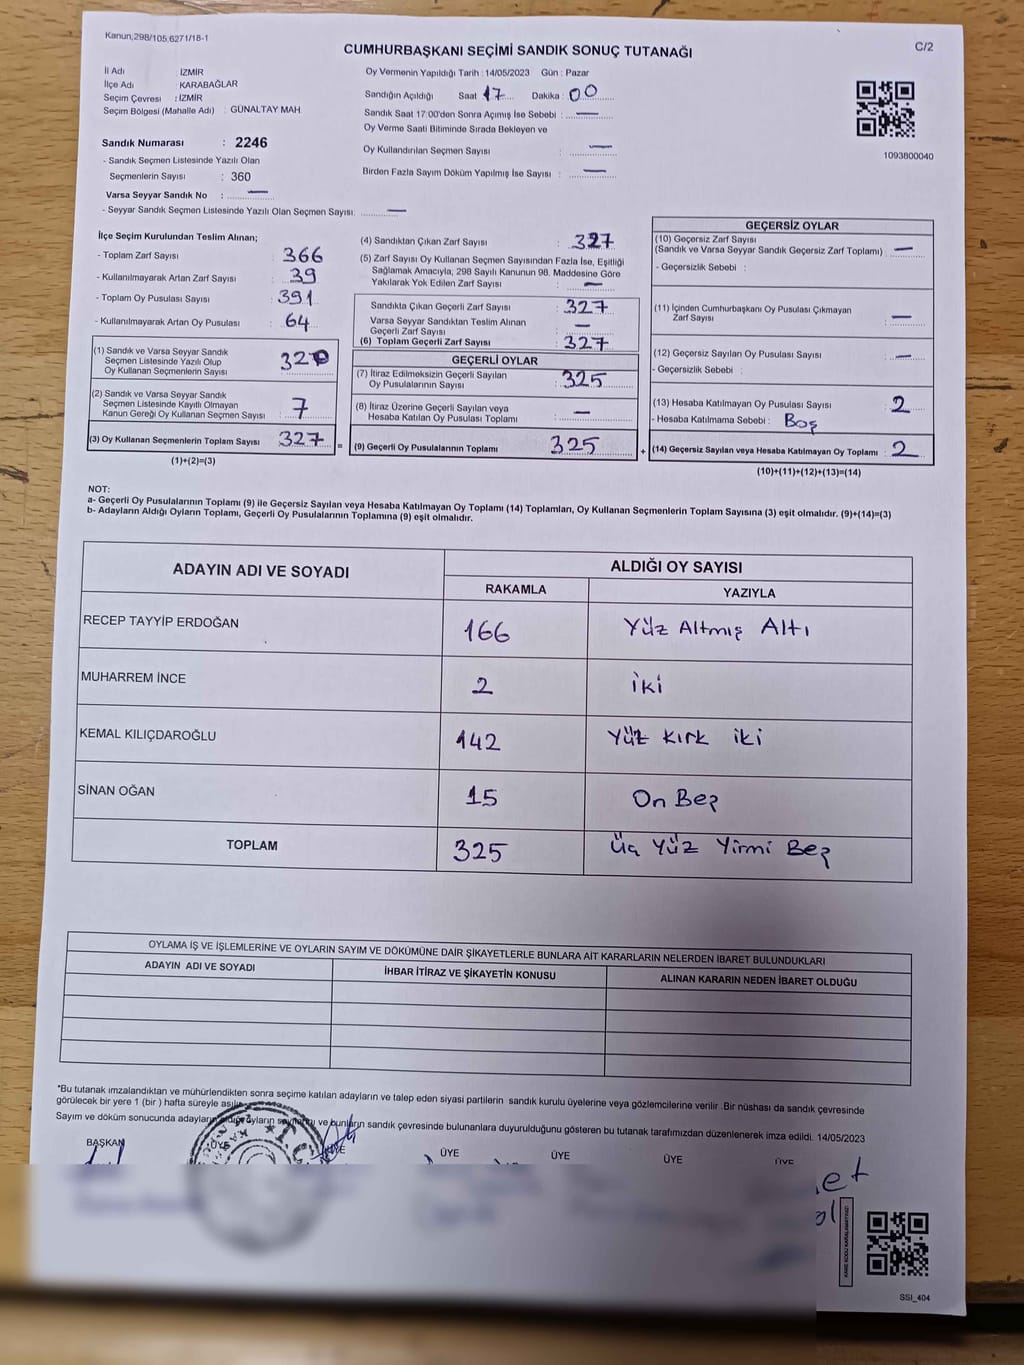 Kanun,298/105.6271/18-1
CUMHURBAŞKANI SEÇİMİ SANDIK SONUÇ TUTANAĞI
C/2
İl Adı : İZMİR
İlçe Adı : KARABAĞLAR
Seçim Çevresi : İZMİR
Seçim Bölgesi (Mahalle Adı) : GÜNALTAY MAH
Sandık Numarası : 2246
- Sandık Seçmen Listesinde Yazılı Olan
Seçmenlerin Sayısı : 360
Varsa Seyyar Sandık No : —
- Seyyar Sandık Seçmen Listesinde Yazılı Olan Seçmen Sayısı: —
Oy Vermenin Yapıldığı Tarih : 14/05/2023 Gün : Pazar
Sandığın Açıldığı Saat 17 Dakika : 00
Sandık Saat 17:00'den Sonra Açımış İse Sebebi : —
Oy Verme Saati Bitiminde Sırada Bekleyen ve
Oy Kullandırılan Seçmen Sayısı : —
Birden Fazla Sayım Döküm Yapılmış İse Sayısı : —
1093800040
İlçe Seçim Kurulundan Teslim Alınan;
- Toplam Zarf Sayısı : 366
- Kullanılmayarak Artan Zarf Sayısı : 39
- Toplam Oy Pusulası Sayısı : 391
- Kullanılmayarak Artan Oy Pusulası : 64
(1) Sandık ve Varsa Seyyar Sandık
Seçmen Listesinde Yazılı Olup
Oy Kullanan Seçmenlerin Sayısı : 320
(2) Sandık ve Varsa Seyyar Sandık
Seçmen Listesinde Kayıtlı Olmayan
Kanun Gereği Oy Kullanan Seçmen Sayısı : 7
(3) Oy Kullanan Seçmenlerin Toplam Sayısı : 327
(1)+(2)=(3)
(4) Sandıktan Çıkan Zarf Sayısı : 327
(5) Zarf Sayısı Oy Kullanan Seçmen Sayısından Fazla İse, Eşitliği
Sağlamak Amacıyla, 298 Sayılı Kanunun 98. Maddesine Göre
Yakılarak Yok Edilen Zarf Sayısı : —
Sandıkta Çıkan Geçerli Zarf Sayısı : 327
Varsa Seyyar Sandıktan Teslim Alınan
Geçerli Zarf Sayısı : —
(6) Toplam Geçerli Zarf Sayısı : 327
GEÇERLİ OYLAR
(7) İtiraz Edilmeksizin Geçerli Sayılan
Oy Pusulalarının Sayısı : 325
(8) İtiraz Üzerine Geçerli Sayılan veya
Hesaba Katılan Oy Pusulası Toplamı : —
= (9) Geçerli Oy Pusulalarının Toplamı 325
GEÇERSİZ OYLAR
(10) Geçersiz Zarf Sayısı
(Sandık ve Varsa Seyyar Sandık Geçersiz Zarf Toplamı) : —
- Geçersizlik Sebebi :
(11) İçinden Cumhurbaşkanı Oy Pusulası Çıkmayan
Zarf Sayısı : —
(12) Geçersiz Sayılan Oy Pusulası Sayısı : —
- Geçersizlik Sebebi :
(13) Hesaba Katılmayan Oy Pusulası Sayısı : 2
- Hesaba Katılmama Sebebi : Boş
+ (14) Geçersiz Sayılan veya Hesaba Katılmayan Oy Toplamı : 2
(10)+(11)+(12)+(13)=(14)
NOT:
a- Geçerli Oy Pusulalarının Toplamı (9) ile Geçersiz Sayılan veya Hesaba Katılmayan Oy Toplamı (14) Toplamları, Oy Kullanan Seçmenlerin Toplam Sayısına (3) eşit olmalıdır. (9)+(14)=(3)
b- Adayların Aldığı Oyların Toplamı, Geçerli Oy Pusulalarının Toplamına (9) eşit olmalıdır.
ADAYIN ADI VE SOYADI
ALDIĞI OY SAYISI
RAKAMLA YAZIYLA
RECEP TAYYİP ERDOĞAN 166 Yüz Altmış Altı
MUHARREM İNCE 2 İki
KEMAL KILIÇDAROĞLU 142 Yüz Kırk iki
SİNAN OĞAN 15 On Beş
TOPLAM 325 Üç Yüz Yirmi Beş
OYLAMA İŞ VE İŞLEMLERİNE VE OYLARIN SAYIM VE DÖKÜMÜNE DAİR ŞİKAYETLERLE BUNLARA AİT KARARLARIN NELERDEN İBARET BULUNDUKLARI
ADAYIN ADI VE SOYADI İHBAR İTİRAZ VE ŞİKAYETİN KONUSU ALINAN KARARIN NEDEN İBARET OLDUĞU
*Bu tutanak imzalandıktan ve mühürlendikten sonra seçime katılan adayların ve talep eden siyasi partilerin sandık kurulu üyelerine veya gözlemcilerine verilir .Bir nüshası da sandık çevresinde
görülecek bir yere 1 (bir ) hafta süreyle asılır.
Sayım ve döküm sonucunda adayların aldığı oyların sayılarını ve bunların sandık çevresinde bulunanlara duyurulduğunu gösteren bu tutanak tarafımızdan düzenlenerek imza edildi. 14/05/2023
BAŞKAN ÜYE ÜYE ÜYE ÜYE ÜYE
SSI_404